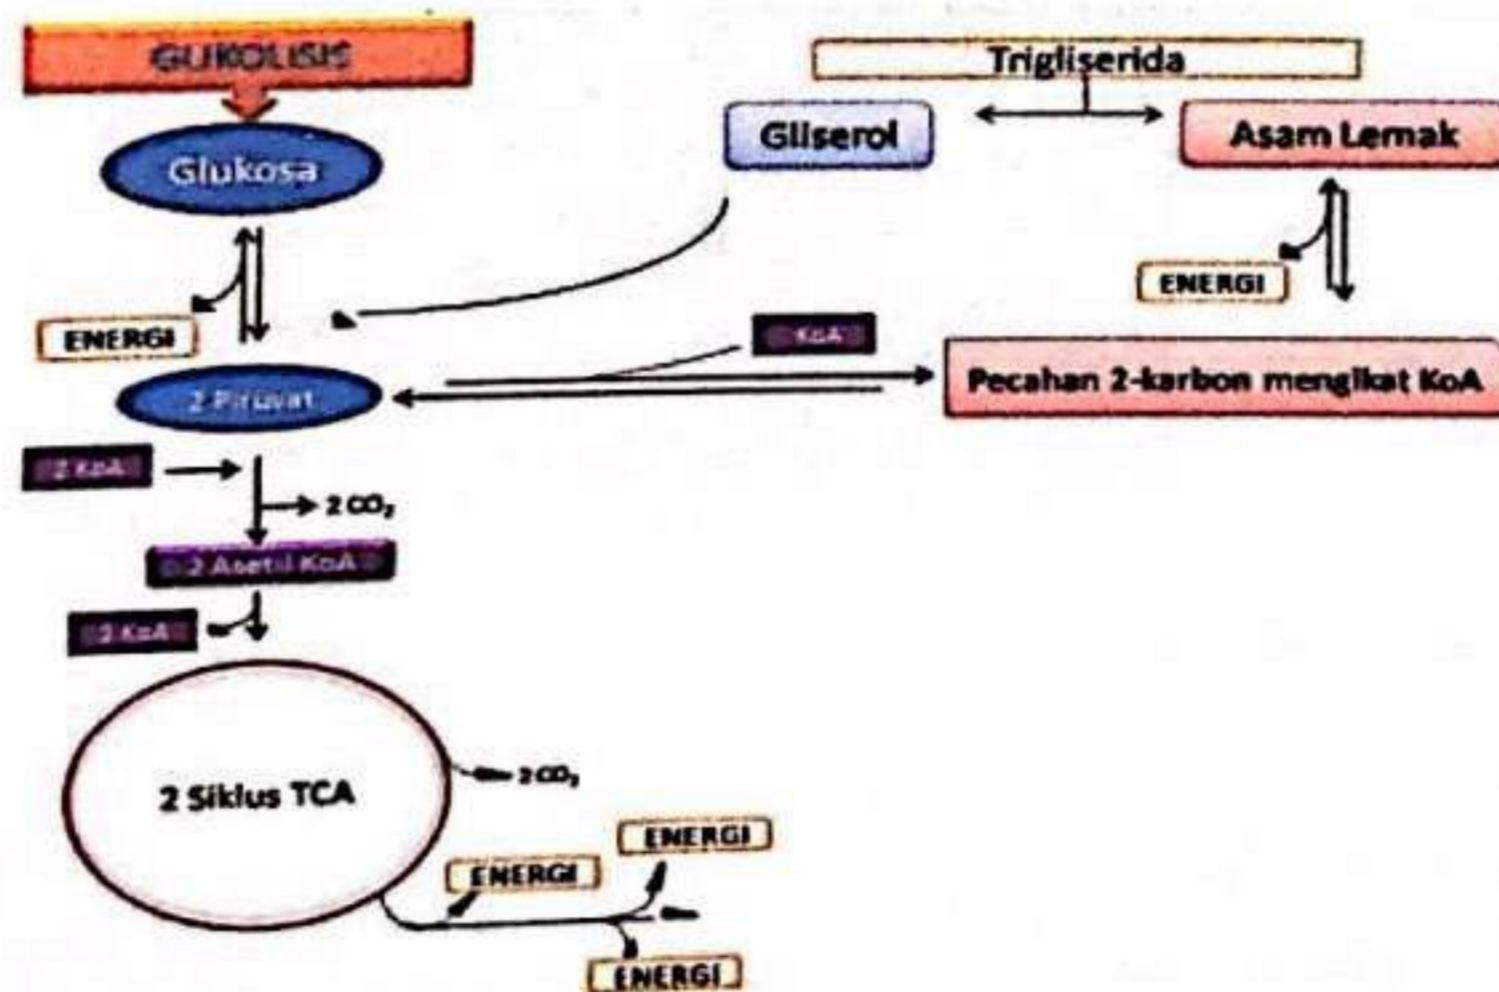 GLIKOLISIS
Trigliserida
Gliserol
Asam Lemak
Glukosa
ENERGI
ENERGI
KoA
2 Piruvat
Pecahan 2-karbon mengikat KoA
2 KoA
2 CO₂
2 Asetil KoA
2 KoA
2 Siklus TCA
2 CO₂
ENERGI
ENERGI
ENERGI